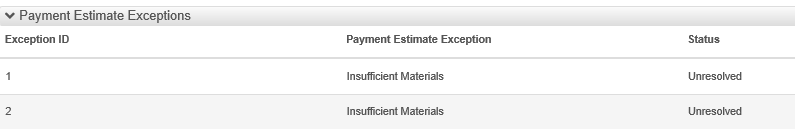 Payment Estimate Exceptions
Exception ID Payment Estimate Exception Status
1 Insufficient Materials Unresolved
2 Insufficient Materials Unresolved